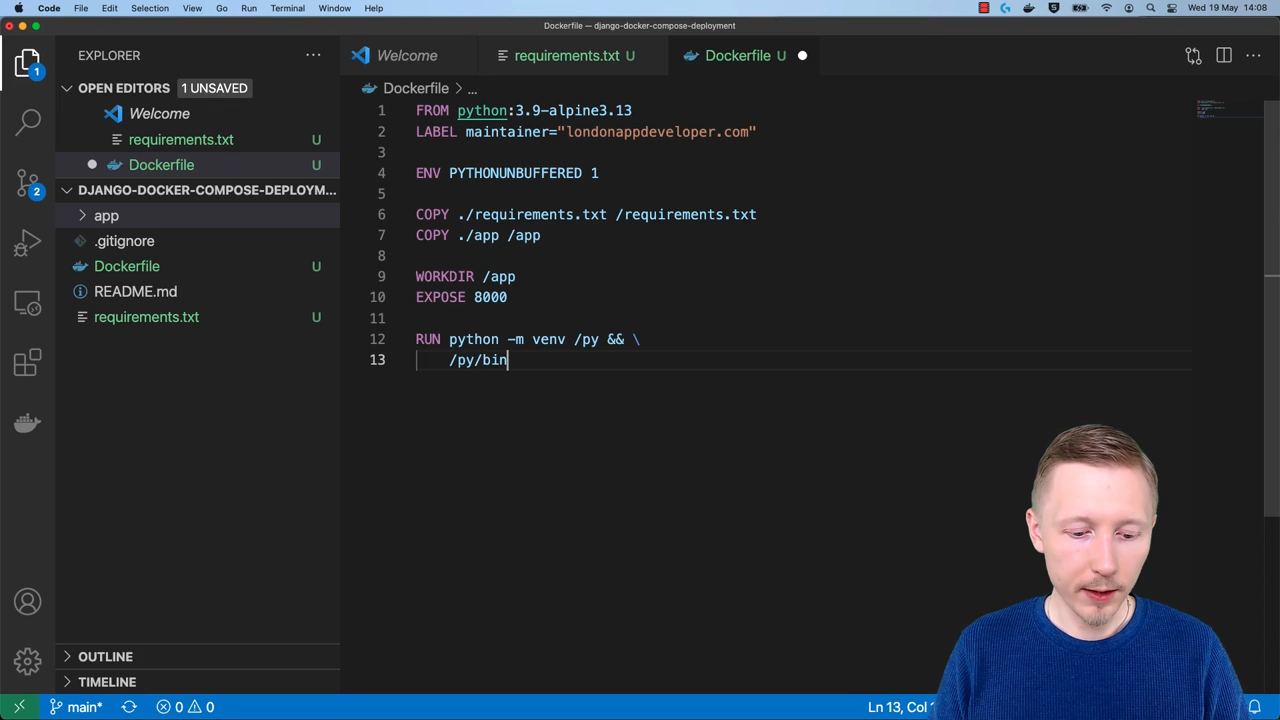 Code File Edit Selection View Go Run Terminal Window Help Wed 19 May 14:08
Dockerfile — django-docker-compose-deployment
EXPLORER
Welcome
requirements.txt U
Dockerfile U
OPEN EDITORS 1 UNSAVED
Welcome
requirements.txt U
Dockerfile U
DJANGO-DOCKER-COMPOSE-DEPLOYM...
app
.gitignore
Dockerfile U
README.md
requirements.txt U
OUTLINE
TIMELINE
1
2
Dockerfile > ...
1 FROM python:3.9-alpine3.13
2 LABEL maintainer="londonappdeveloper.com"
3
4 ENV PYTHONUNBUFFERED 1
5
6 COPY ./requirements.txt /requirements.txt
7 COPY ./app /app
8
9 WORKDIR /app
10 EXPOSE 8000
11
12 RUN python -m venv /py && \
13 /py/bin
main* 0 0 Ln 13, Col